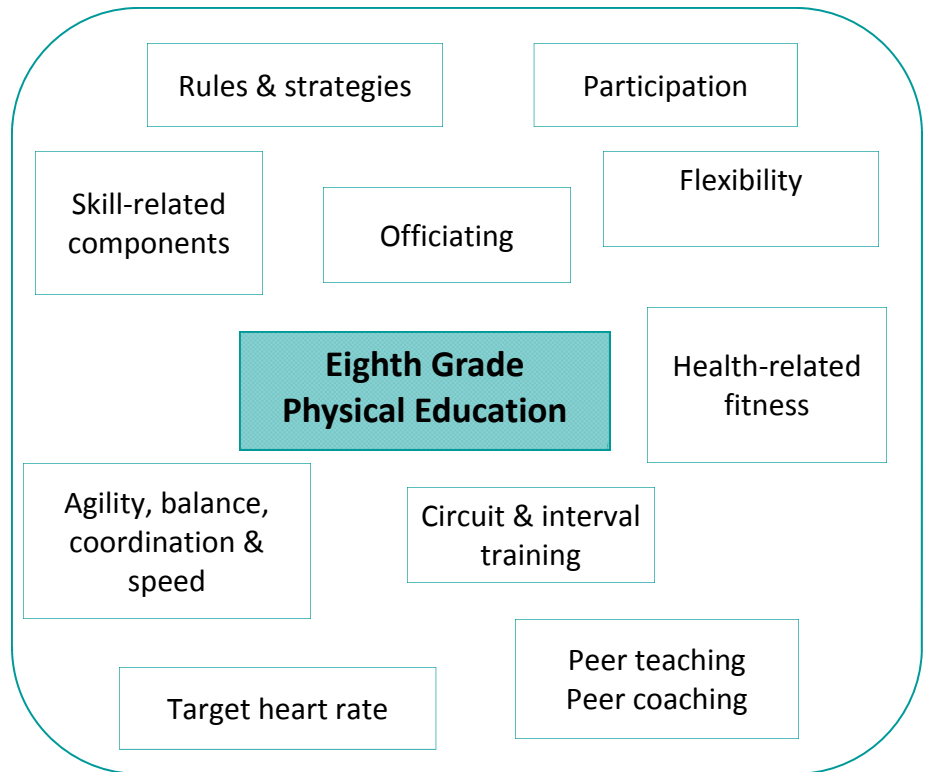 Rules & strategies
Participation
Skill-related
components
Officiating
Flexibility
Eighth Grade
Physical Education
Health-related
fitness
Agility, balance,
coordination &
speed
Circuit & interval
training
Target heart rate
Peer teaching
Peer coaching